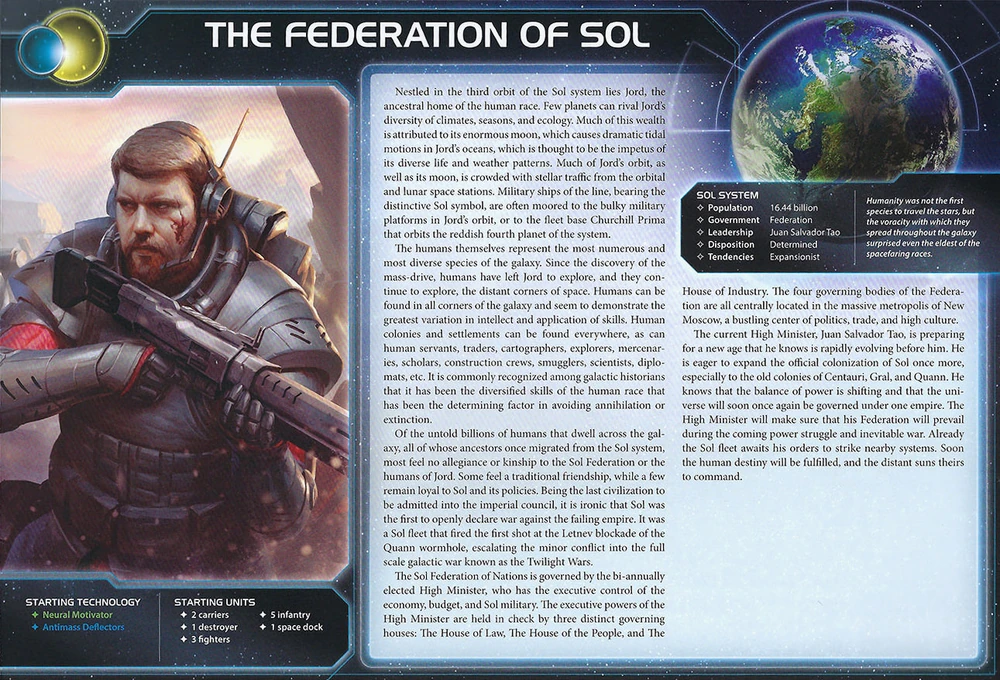 THE FEDERATION OF SOL
Nestled in the third orbit of the Sol system lies Jord, the
ancestral home of the human race. Few planets can rival Jord's
diversity of climates, seasons, and ecology. Much of this wealth
is attributed to its enormous moon, which causes dramatic tidal
motions in Jord's oceans, which is thought to be the impetus of
its diverse life and weather patterns. Much of Jord's orbit, as
well as its moon, is crowded with stellar traffic from the orbital
and lunar space stations. Military ships of the line, bearing the
distinctive Sol symbol, are often moored to the bulky military
platforms in Jord's orbit, or to the fleet base Churchill Prima
that orbits the reddish fourth planet of the system.
The humans themselves represent the most numerous and
most diverse species of the galaxy. Since the discovery of the
mass-drive, humans have left Jord to explore, and they con-
tinue to explore, the distant corners of space. Humans can be
found in all corners of the galaxy and seem to demonstrate the
greatest variation in intellect and application of skills. Human
colonies and settlements can be found everywhere, as can
human servants, traders, cartographers, explorers, mercenar-
ies, scholars, construction crews, smugglers, scientists, diplo-
mats, etc. It is commonly recognized among galactic historians
that it has been the diversified skills of the human race that
has been the determining factor in avoiding annihilation or
extinction.
Of the untold billions of humans that dwell across the gal-
axy, all of whose ancestors once migrated from the Sol system,
most feel no allegiance or kinship to the Sol Federation or the
humans of Jord. Some feel a traditional friendship, while a few
remain loyal to Sol and its policies. Being the last civilization to
be admitted into the imperial council, it is ironic that Sol was
the first to openly declare war against the failing empire. It was
a Sol fleet that fired the first shot at the Letnev blockade of the
Quann wormhole, escalating the minor conflict into the full
scale galactic war known as the Twilight Wars.
The Sol Federation of Nations is governed by the bi-annually
elected High Minister, who has the executive control of the
economy, budget, and Sol military. The executive powers of the
High Minister are held in check by three distinct governing
houses: The House of Law, The House of the People, and The
SOL SYSTEM
Population 16.44 billion
Government Federation
Leadership Juan Salvador Tao
Disposition Determined
Tendencies Expansionist
Humanity was not the first
species to travel the stars, but
the voracity with which they
spread throughout the galaxy
surprised even the eldest of the
spacefaring races.
House of Industry. The four governing bodies of the Federa-
tion are all centrally located in the massive metropolis of New
Moscow, a bustling center of politics, trade, and high culture.
The current High Minister, Juan Salvador Tao, is preparing
for a new age that he knows is rapidly evolving before him. He
is eager to expand the official colonization of Sol once more,
especially to the old colonies of Centauri, Gral, and Quann. He
knows that the balance of power is shifting and that the uni-
verse will soon once again be governed under one empire. The
High Minister will make sure that his Federation will prevail
during the coming power struggle and inevitable war. Already
the Sol fleet awaits his orders to strike nearby systems. Soon
the human destiny will be fulfilled, and the distant suns theirs
to command.
STARTING TECHNOLOGY
Neural Motivator
Antimass Deflectors
STARTING UNITS
2 carriers
1 destroyer
3 fighters
5 infantry
1 space dock